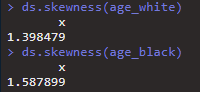 > ds.skewness(age_white)
x
1.398479
> ds.skewness(age_black)
x
1.587899